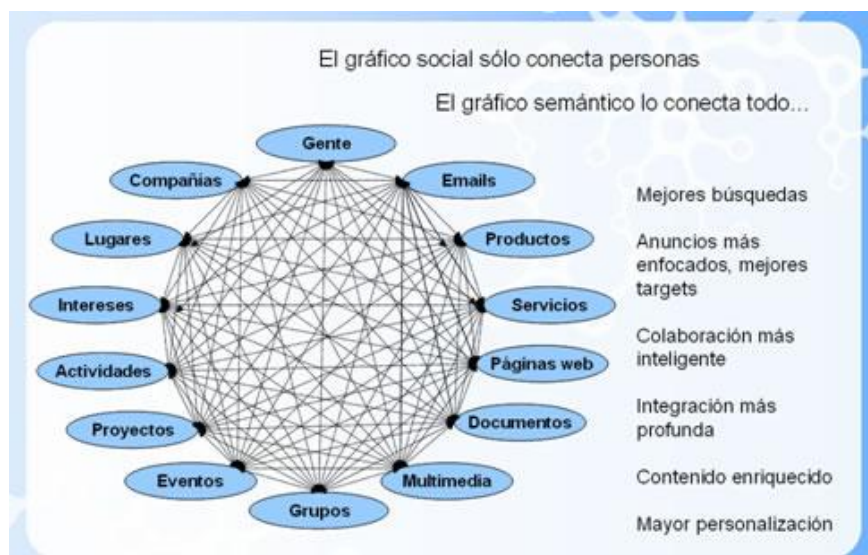 El gráfico social sólo conecta personas
El gráfico semántico lo conecta todo...
Gente
Compañías
Emails
Lugares
Productos
Intereses
Servicios
Actividades
Páginas web
Proyectos
Documentos
Eventos
Multimedia
Grupos
Mejores búsquedas
Anuncios más
enfocados, mejores
targets
Colaboración más
inteligente
Integración más
profunda
Contenido enriquecido
Mayor personalización